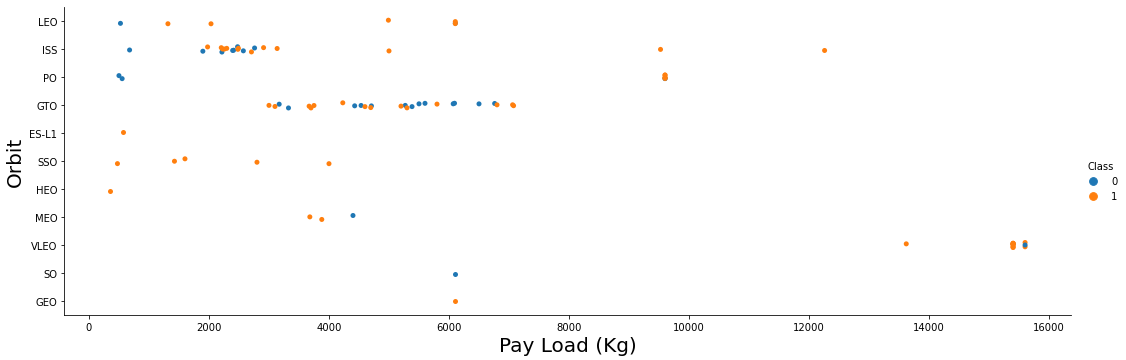 Orbit
LEO
ISS
PO
GTO
ES-L1
SSO
HEO
MEO
VLEO
SO
GEO
0 2000 4000 6000 8000 10000 12000 14000 16000
Pay Load (Kg)
Class
0
1